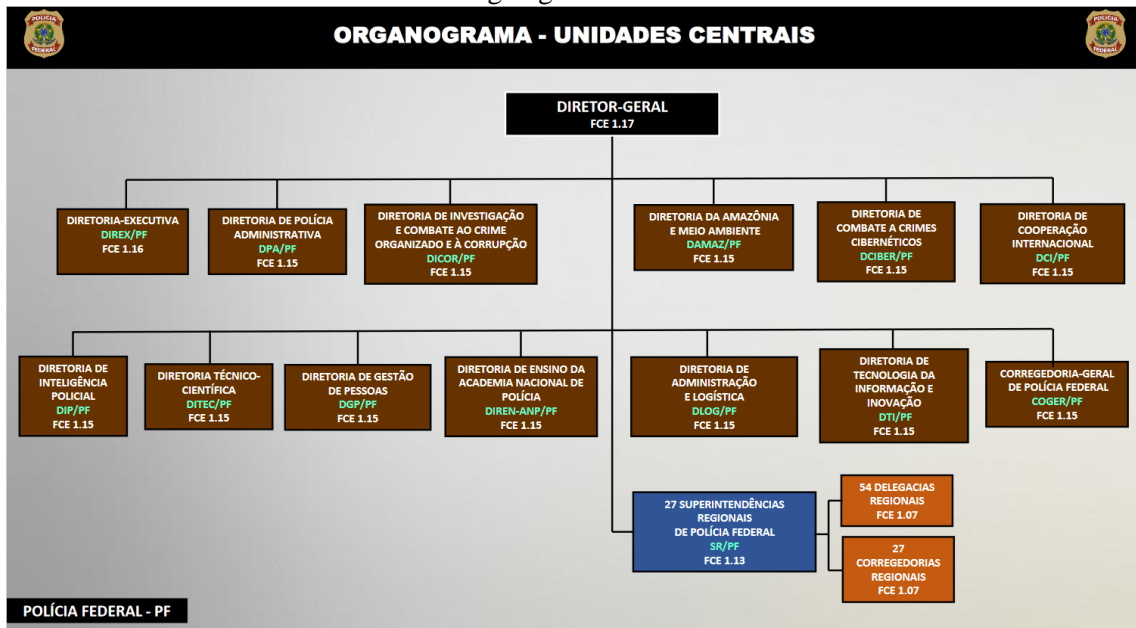 ORGANOGRAMA - UNIDADES CENTRAIS
POLÍCIA
FEDERAL
POLÍCIA
FEDERAL
DIRETOR-GERAL
FCE 1.17
DIRETORIA-EXECUTIVA
DIREX/PF
FCE 1.16
DIRETORIA DE POLÍCIA
ADMINISTRATIVA
DPA/PF
FCE 1.15
DIRETORIA DE INVESTIGAÇÃO
E COMBATE AO CRIME
ORGANIZADO E À CORRUPÇÃO
DICOR/PF
FCE 1.15
DIRETORIA DA AMAZÔNIA
E MEIO AMBIENTE
DAMAZ/PF
FCE 1.15
DIRETORIA DE
COMBATE A CRIMES
CIBERNÉTICOS
DCIBER/PF
FCE 1.15
DIRETORIA DE
COOPERAÇÃO
INTERNACIONAL
DCI/PF
FCE 1.15
DIRETORIA DE
INTELIGÊNCIA
POLICIAL
DIP/PF
FCE 1.15
DIRETORIA TÉCNICO-
CIENTÍFICA
DITEC/PF
FCE 1.15
DIRETORIA DE GESTÃO
DE PESSOAS
DGP/PF
FCE 1.15
DIRETORIA DE ENSINO DA
ACADEMIA NACIONAL DE
POLÍCIA
DIREN-ANP/PF
FCE 1.15
DIRETORIA DE
ADMINISTRAÇÃO
E LOGÍSTICA
DLOG/PF
FCE 1.15
DIRETORIA DE
TECNOLOGIA DA
INFORMAÇÃO E
INOVAÇÃO
DTI/PF
FCE 1.15
CORREGEDORIA-GERAL
DE POLÍCIA FEDERAL
COGER/PF
FCE 1.15
27 SUPERINTENDÊNCIAS
REGIONAIS
DE POLÍCIA FEDERAL
SR/PF
FCE 1.13
54 DELEGACIAS
REGIONAIS
FCE 1.07
27
CORREGEDORIAS
REGIONAIS
FCE 1.07
POLÍCIA FEDERAL - PF